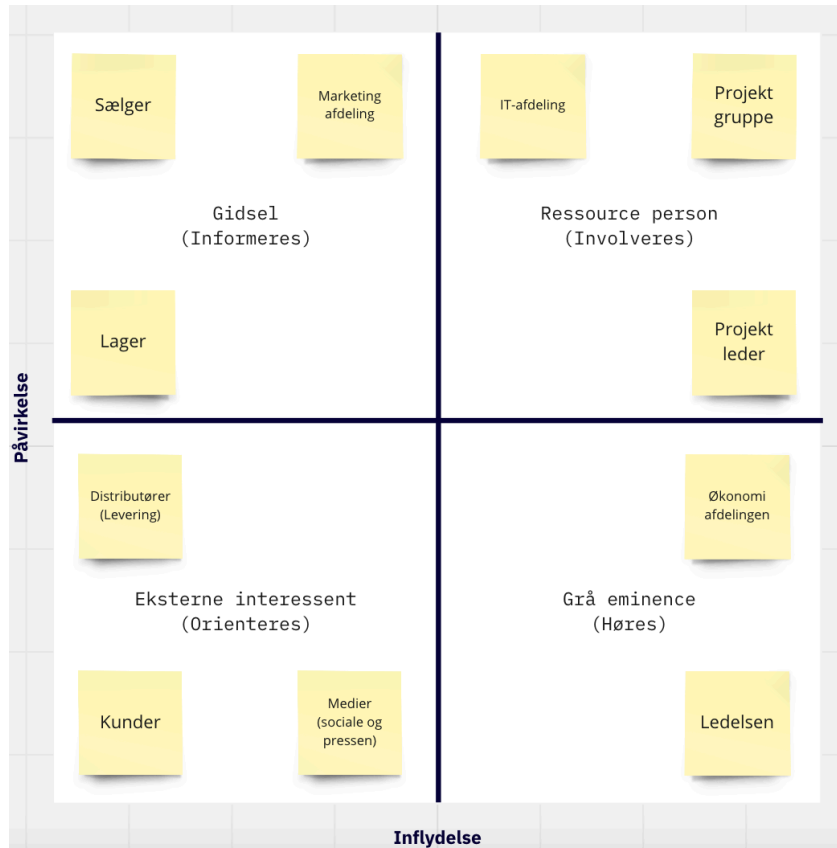 Sælger
Marketing
afdeling
IT-afdeling
Projekt
gruppe
Gidsel
(Informeres)
Ressource person
(Involveres)
Lager
Projekt
leder
Påvirkelse
Distributører
(Levering)
Økonomi
afdelingen
Eksterne interessent
(Orienteres)
Grå eminence
(Høres)
Kunder
Medier
(sociale og
pressen)
Ledelsen
Inflydelse